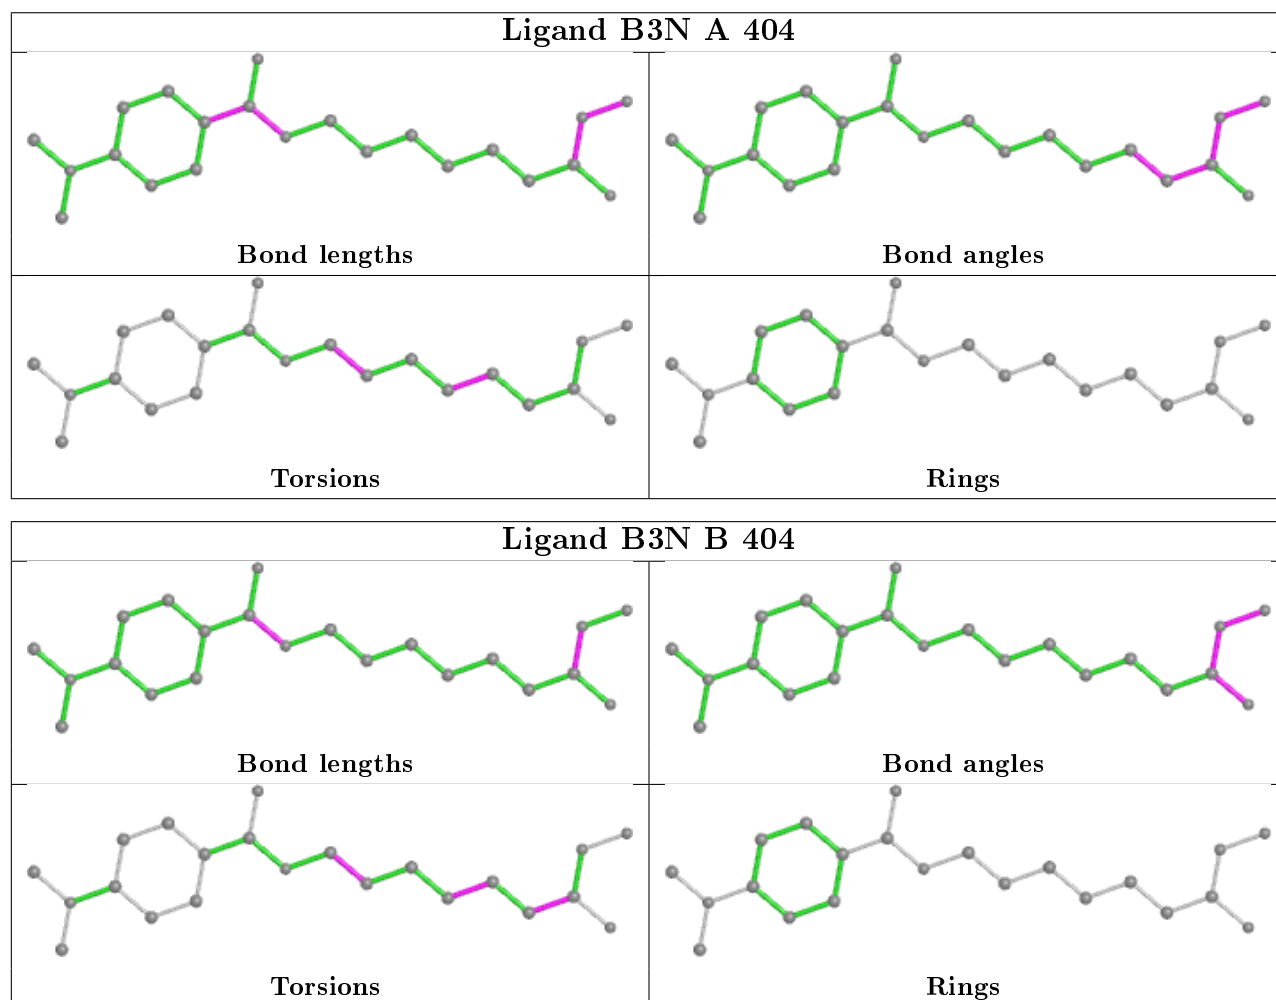 Ligand B3N A 404
Bond lengths
Bond angles
Torsions
Rings
Ligand B3N B 404
Bond lengths
Bond angles
Torsions
Rings